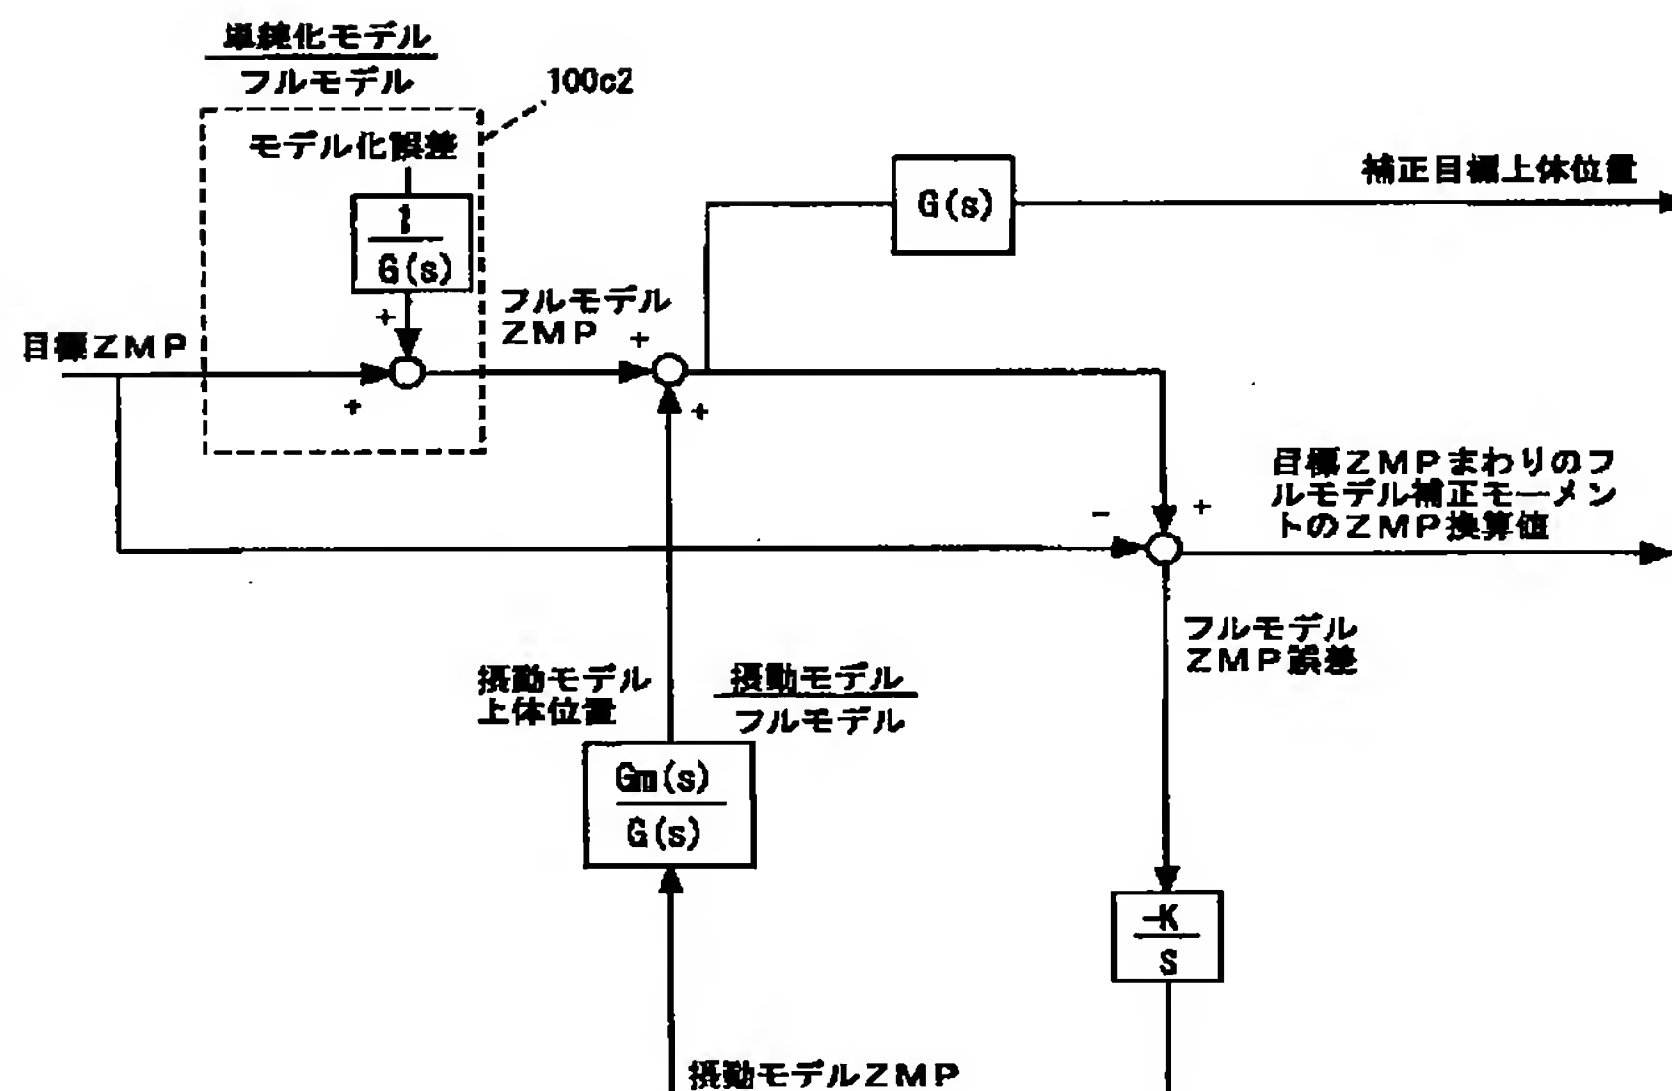 単純化モデル
フルモデル
100c2
モデル化誤差
1
G(s)
+
+
目標ZMP
フルモデル
ZMP
+
+
G(s)
補正目標上体位置
-
+
目標ZMPまわりのフ
ルモデル補正モーメン
トのZMP換算値
フルモデル
ZMP誤差
摂動モデル
上体位置
摂動モデル
フルモデル
Gm(s)
G(s)
-K
S
摂動モデルZMP